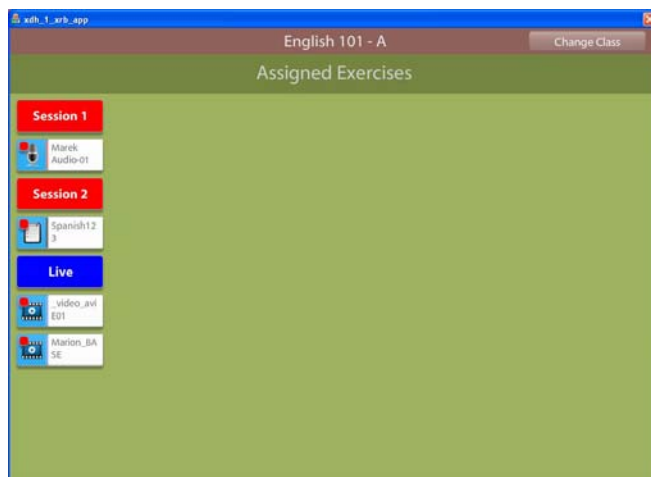 xdh_1_xrb_app
English 101 - A
Change Class
Assigned Exercises
Session 1
Marek
Audio-01
Session 2
Spanish12
3
Live
_video_avi
E01
Marion_BA
SE